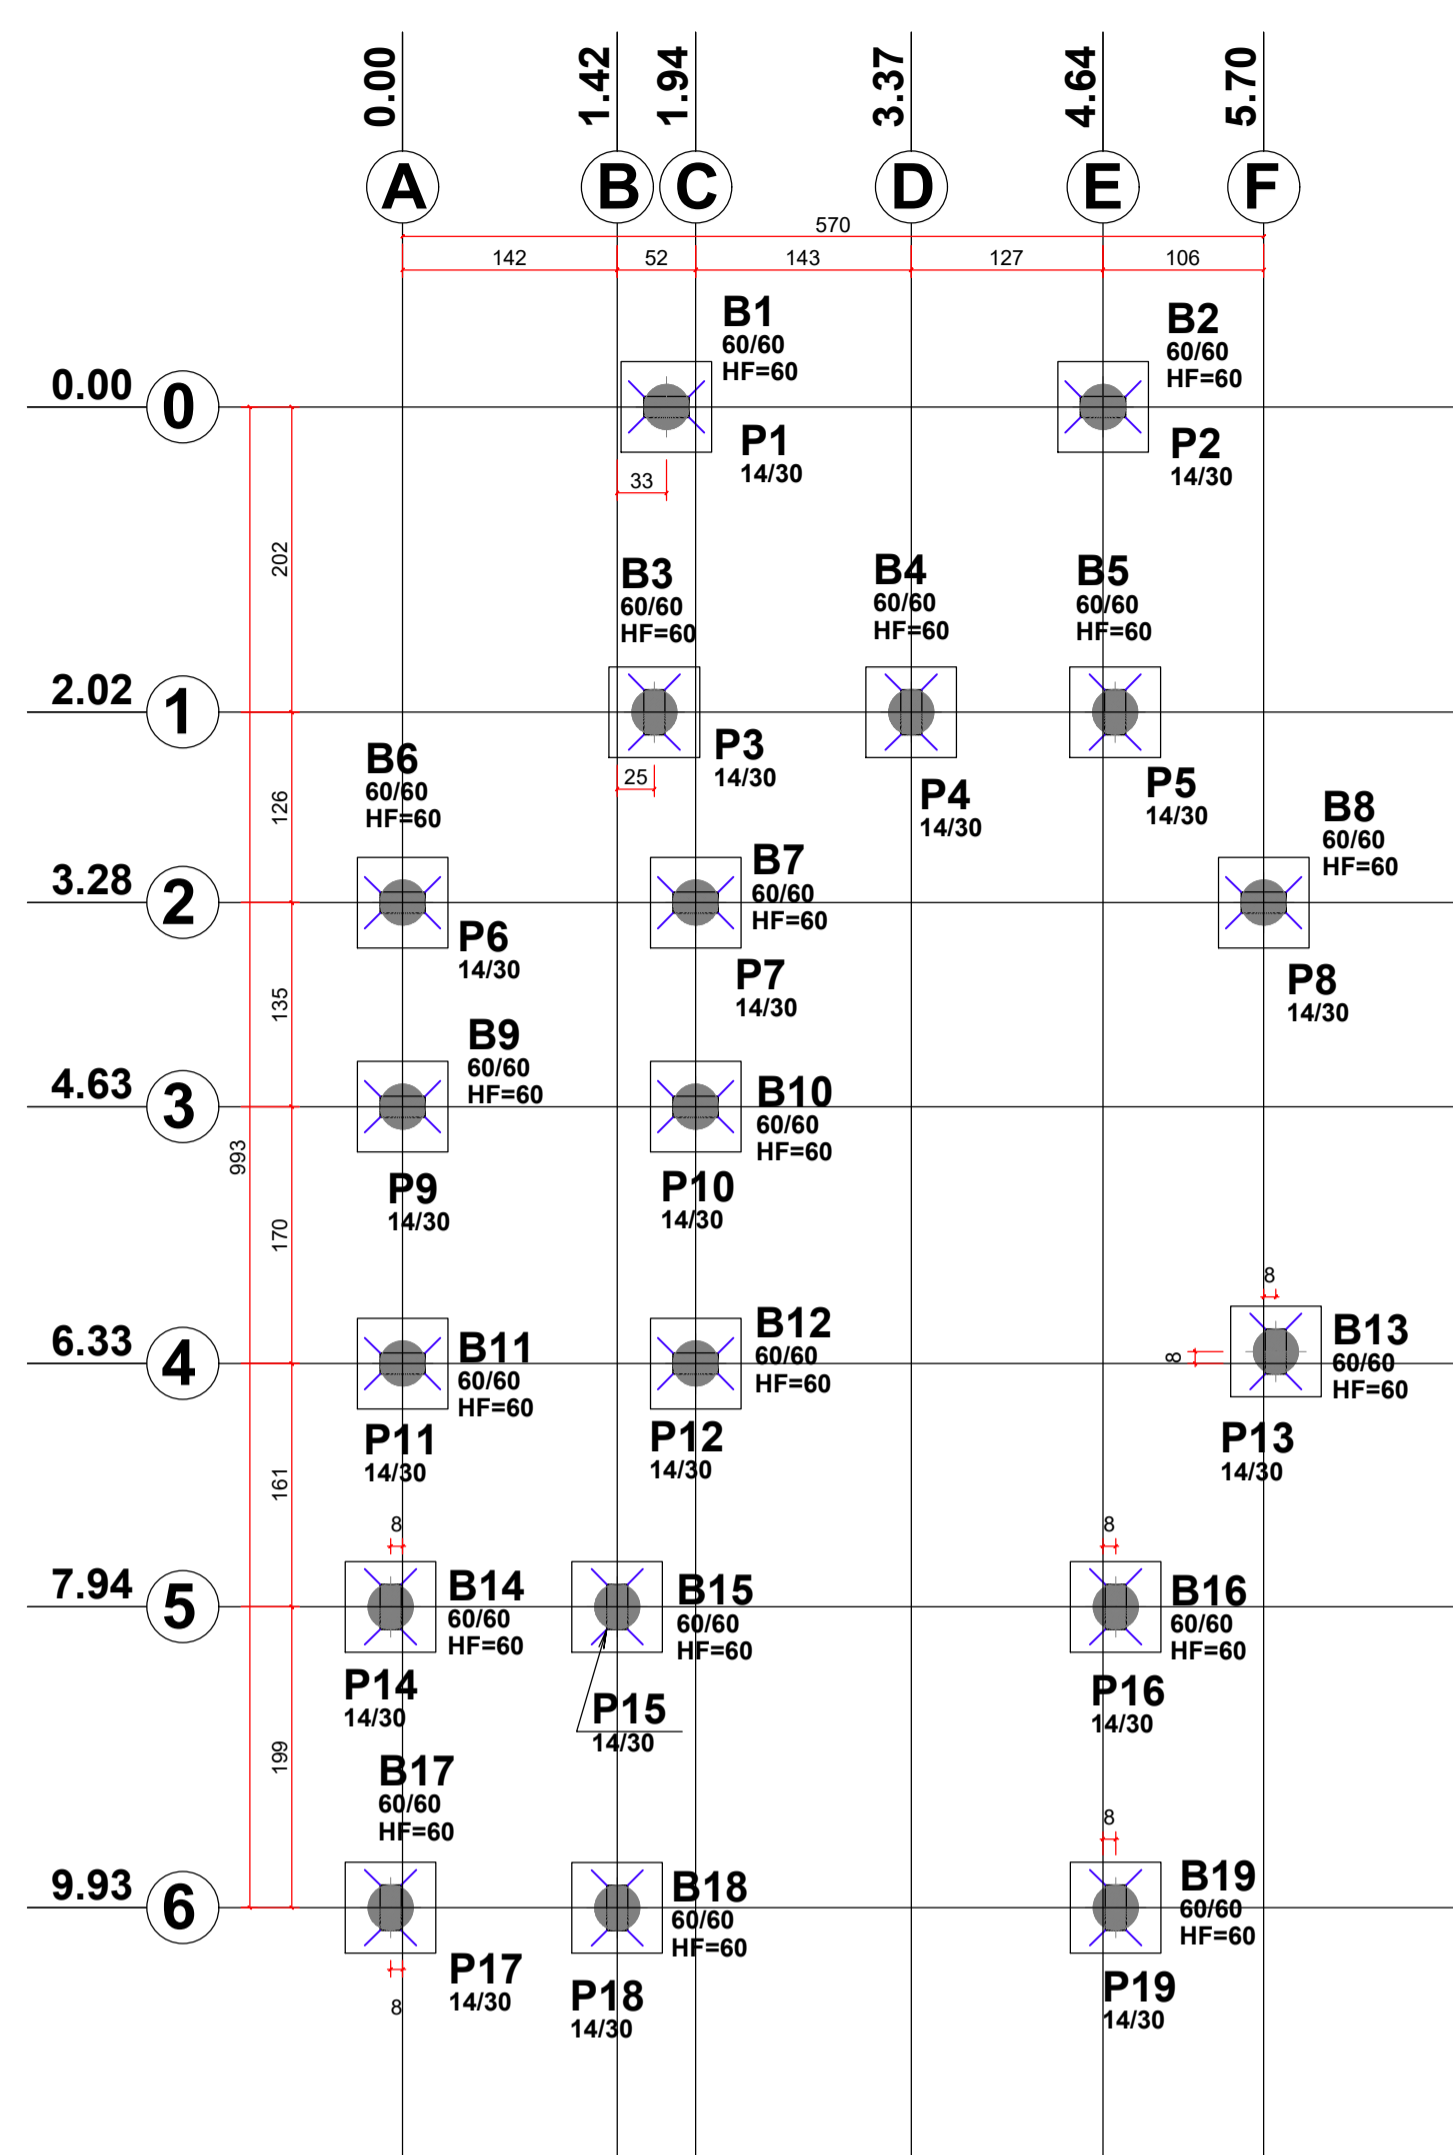 0.00
1.42
1.94
3.37
4.64
5.70
A
B
C
D
E
F
570
142
52
143
127
106
B1
60/60
HF=60
B2
60/60
HF=60
0.00
0
P1
14/30
P2
14/30
33
202
B3
60/60
HF=60
B4
60/60
HF=60
B5
60/60
HF=60
2.02
1
P3
14/30
P4
14/30
P5
14/30
25
B6
60/60
HF=60
126
B8
60/60
HF=60
3.28
2
B7
60/60
HF=60
P6
14/30
P7
14/30
P8
14/30
135
B9
60/60
HF=60
4.63
3
B10
60/60
HF=60
993
P9
14/30
P10
14/30
170
8
8
6.33
4
B11
60/60
HF=60
B12
60/60
HF=60
B13
60/60
HF=60
P11
14/30
P12
14/30
P13
14/30
161
8
8
7.94
5
B14
60/60
HF=60
B15
60/60
HF=60
B16
60/60
HF=60
P14
14/30
P15
14/30
P16
14/30
199
B17
60/60
HF=60
8
9.93
6
B18
60/60
HF=60
B19
60/60
HF=60
P17
14/30
P18
14/30
P19
14/30
8